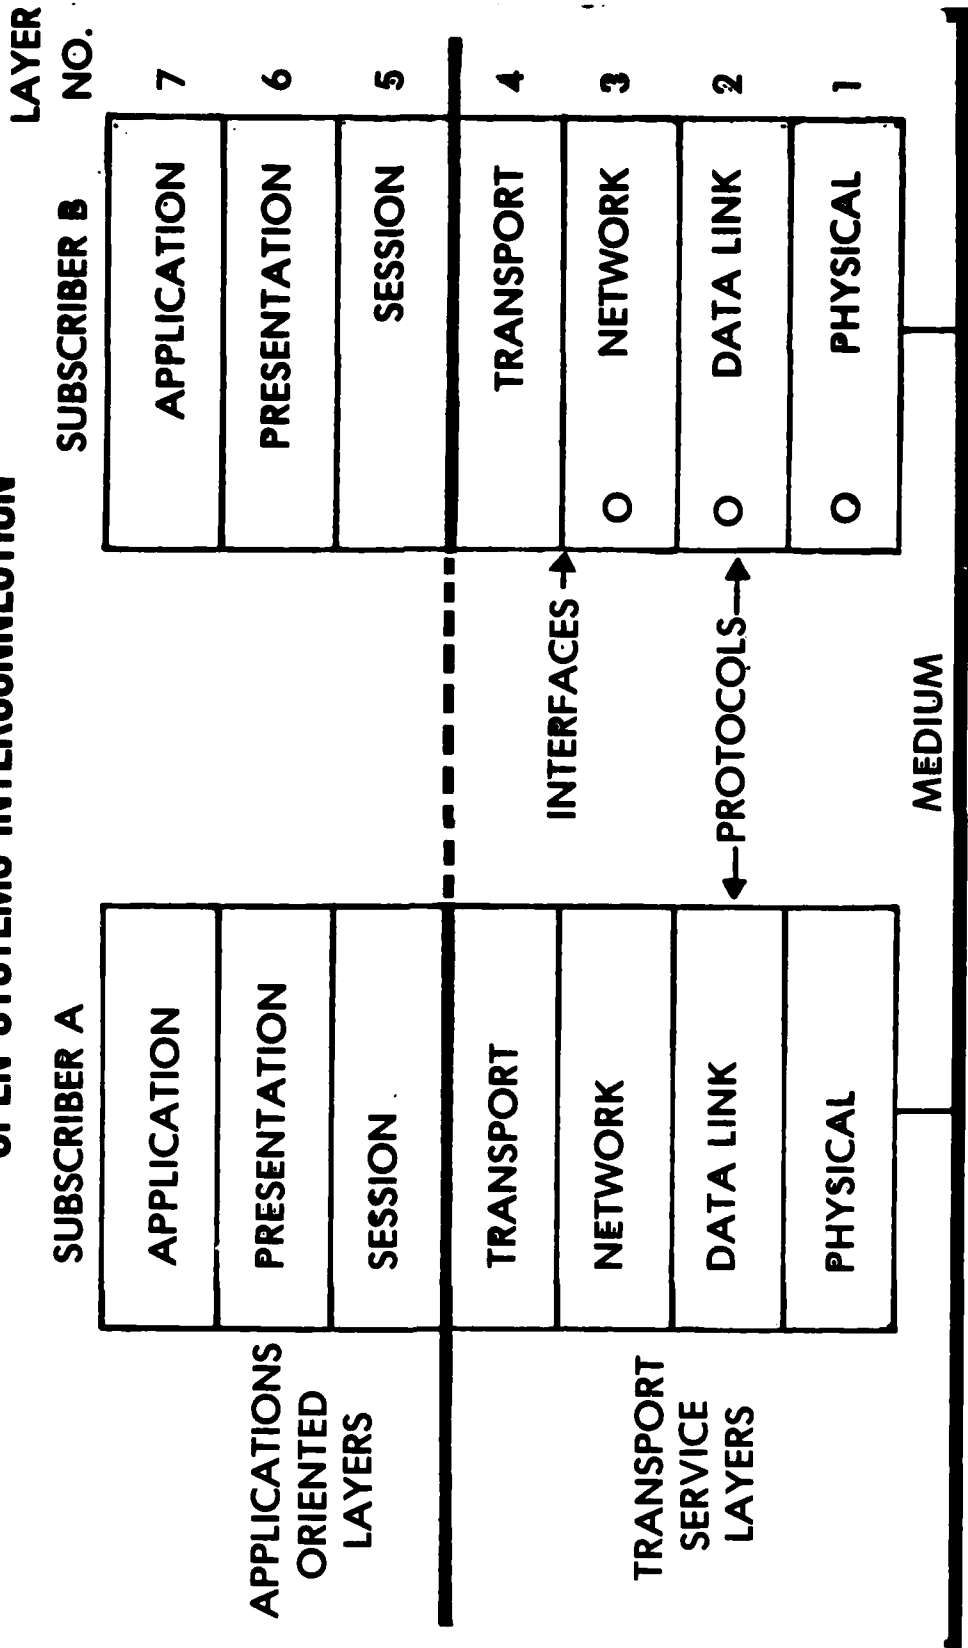 OPEN SYSTEMS INTERCONNECTION
LAYER
NO.
SUBSCRIBER A
SUBSCRIBER B
APPLICATION
APPLICATION
7
PRESENTATION
PRESENTATION
6
SESSION
SESSION
5
APPLICATIONS
ORIENTED
LAYERS
TRANSPORT
TRANSPORT
4
INTERFACES
NETWORK
O NETWORK
3
PROTOCOLS
DATA LINK
O DATA LINK
2
PHYSICAL
O PHYSICAL
1
TRANSPORT
SERVICE
LAYERS
MEDIUM